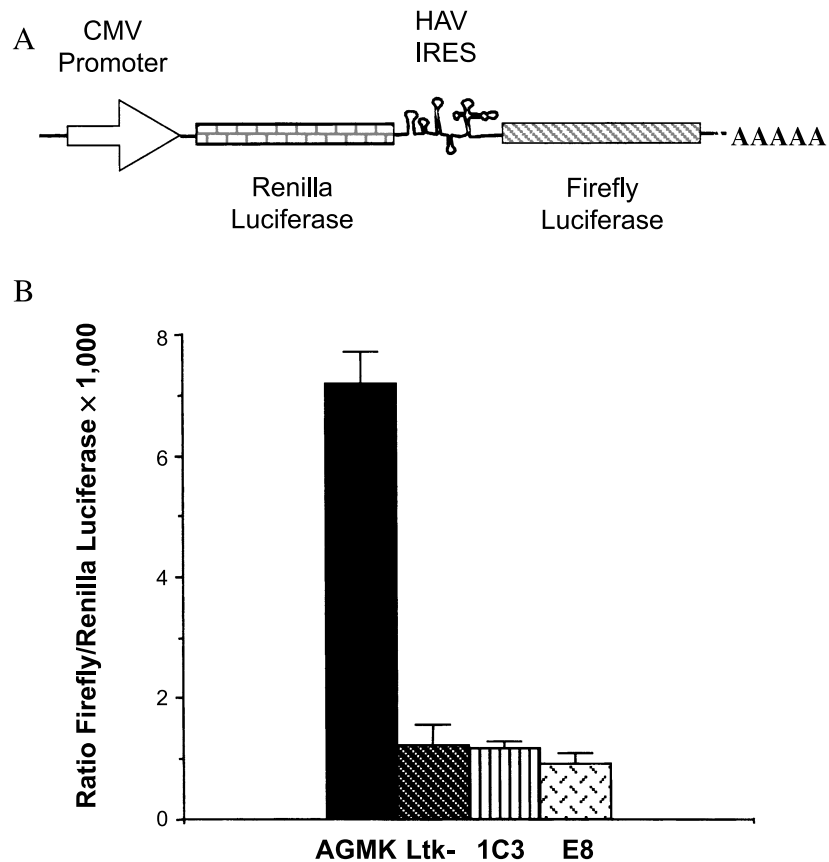 A
CMV
Promoter
HAV
IRES
AAAAA
Renilla
Luciferase
Firefly
Luciferase
B
Ratio Firefly/Renilla Luciferase × 1,000
8
6
4
2
0
AGMK Ltk- 1C3 E8